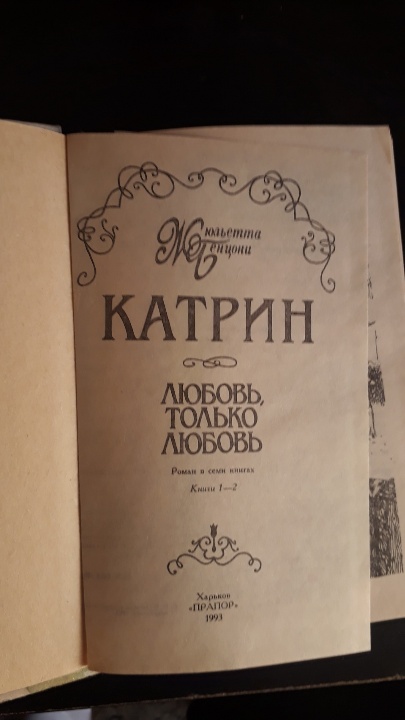 Жюльетта
Бенцони
КАТРИН
ЛЮБОВЬ,
ТОЛЬКО
ЛЮБОВЬ
Роман в семи книгах
Книги 1—2
Харьков
«ПРАПОР»
1993